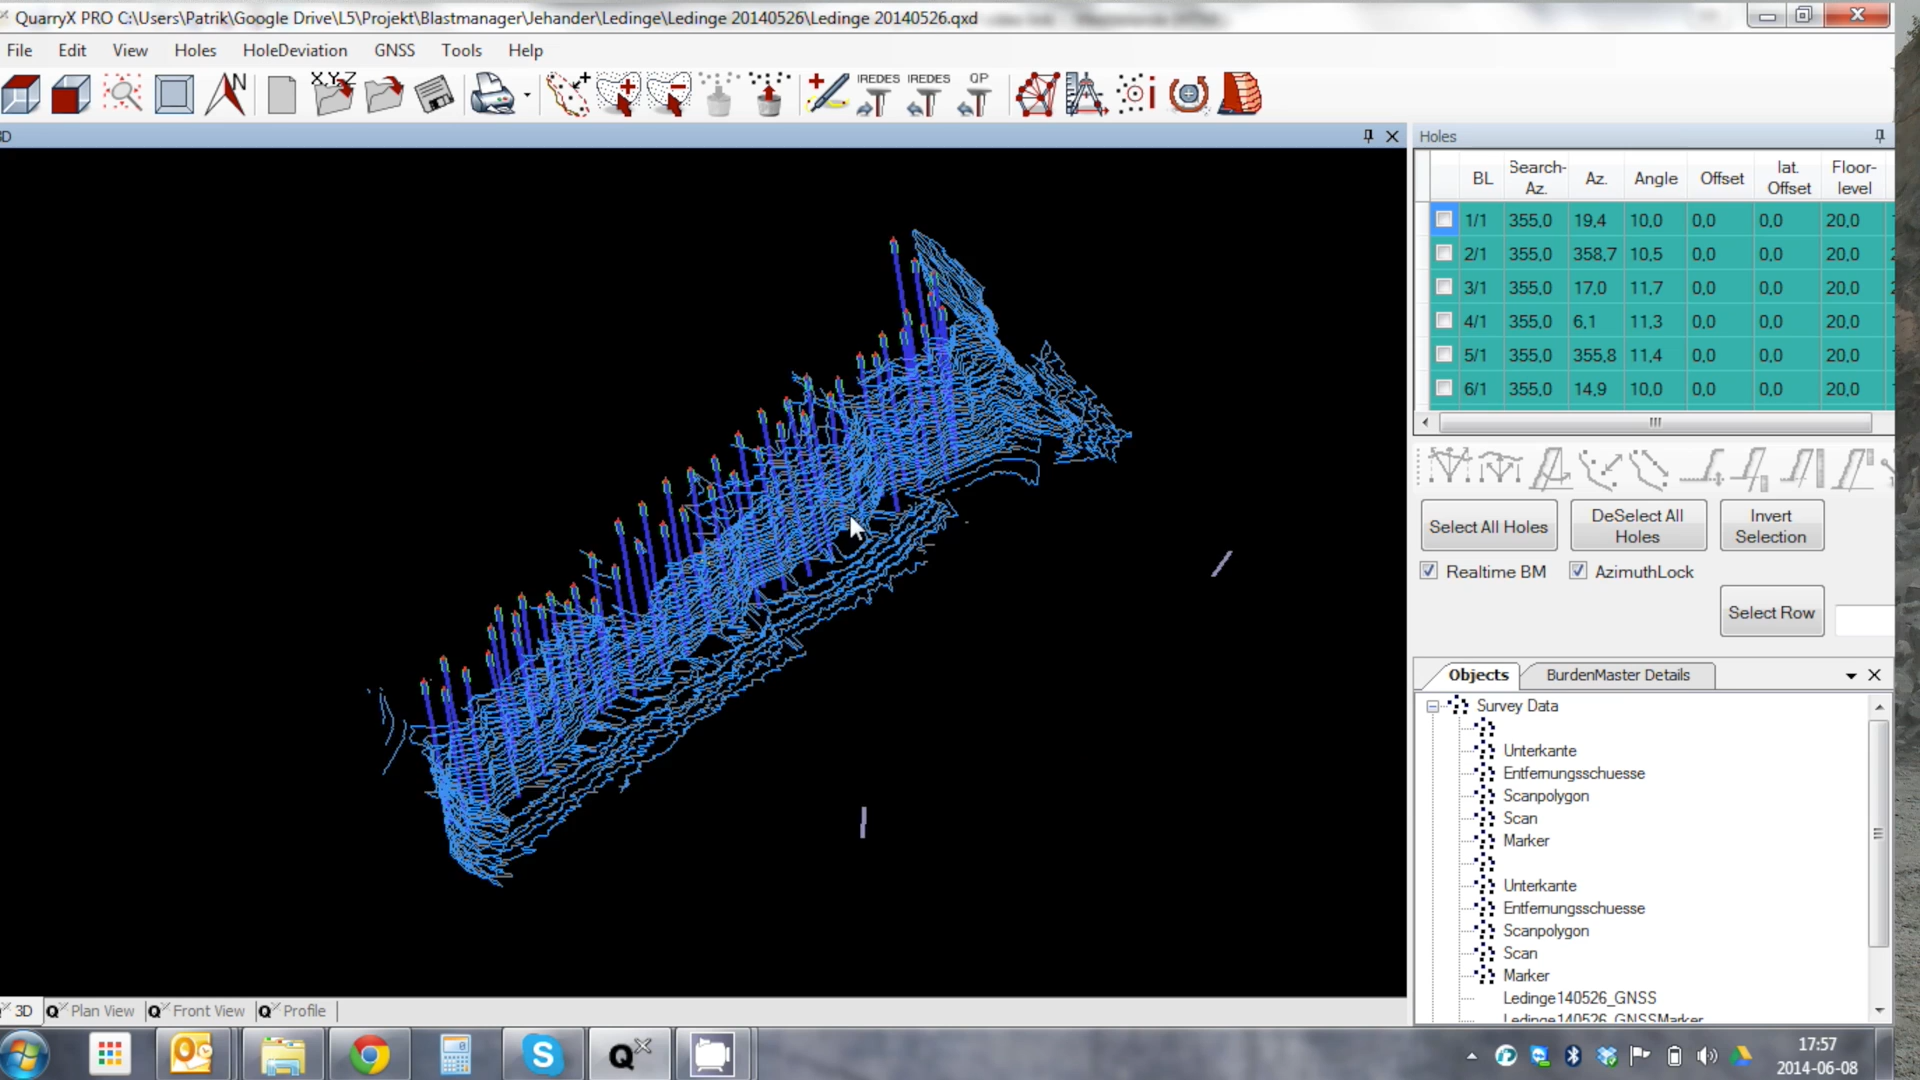 QuarryX PRO C:\Users\Patrik\Google Drive\L5\Projekt\Blastmanager\Jehander\Ledinge\Ledinge 20140526\Ledinge 20140526.qxd
File Edit View Holes HoleDeviation GNSS Tools Help
X,Y,Z IREDES IREDES QP
3D
Holes
BL Search-Az. Az. Angle Offset lat. Offset Floor-level
1/1 355,0 19,4 10,0 0,0 0,0 20,0
2/1 355,0 358,7 10,5 0,0 0,0 20,0
3/1 355,0 17,0 11,7 0,0 0,0 20,0
4/1 355,0 6,1 11,3 0,0 0,0 20,0
5/1 355,0 355,8 11,4 0,0 0,0 20,0
6/1 355,0 14,9 10,0 0,0 0,0 20,0
Select All Holes
DeSelect All Holes
Invert Selection
Realtime BM AzimuthLock
Select Row
Objects BurdenMaster Details
Survey Data
Unterkante
Entfernungsschuesse
Scanpolygon
Scan
Marker
Unterkante
Entfernungsschuesse
Scanpolygon
Scan
Marker
Ledinge140526_GNSS
Ledinge140526_GNSSMarker
3D Plan View Front View Profile
17:57
2014-06-08